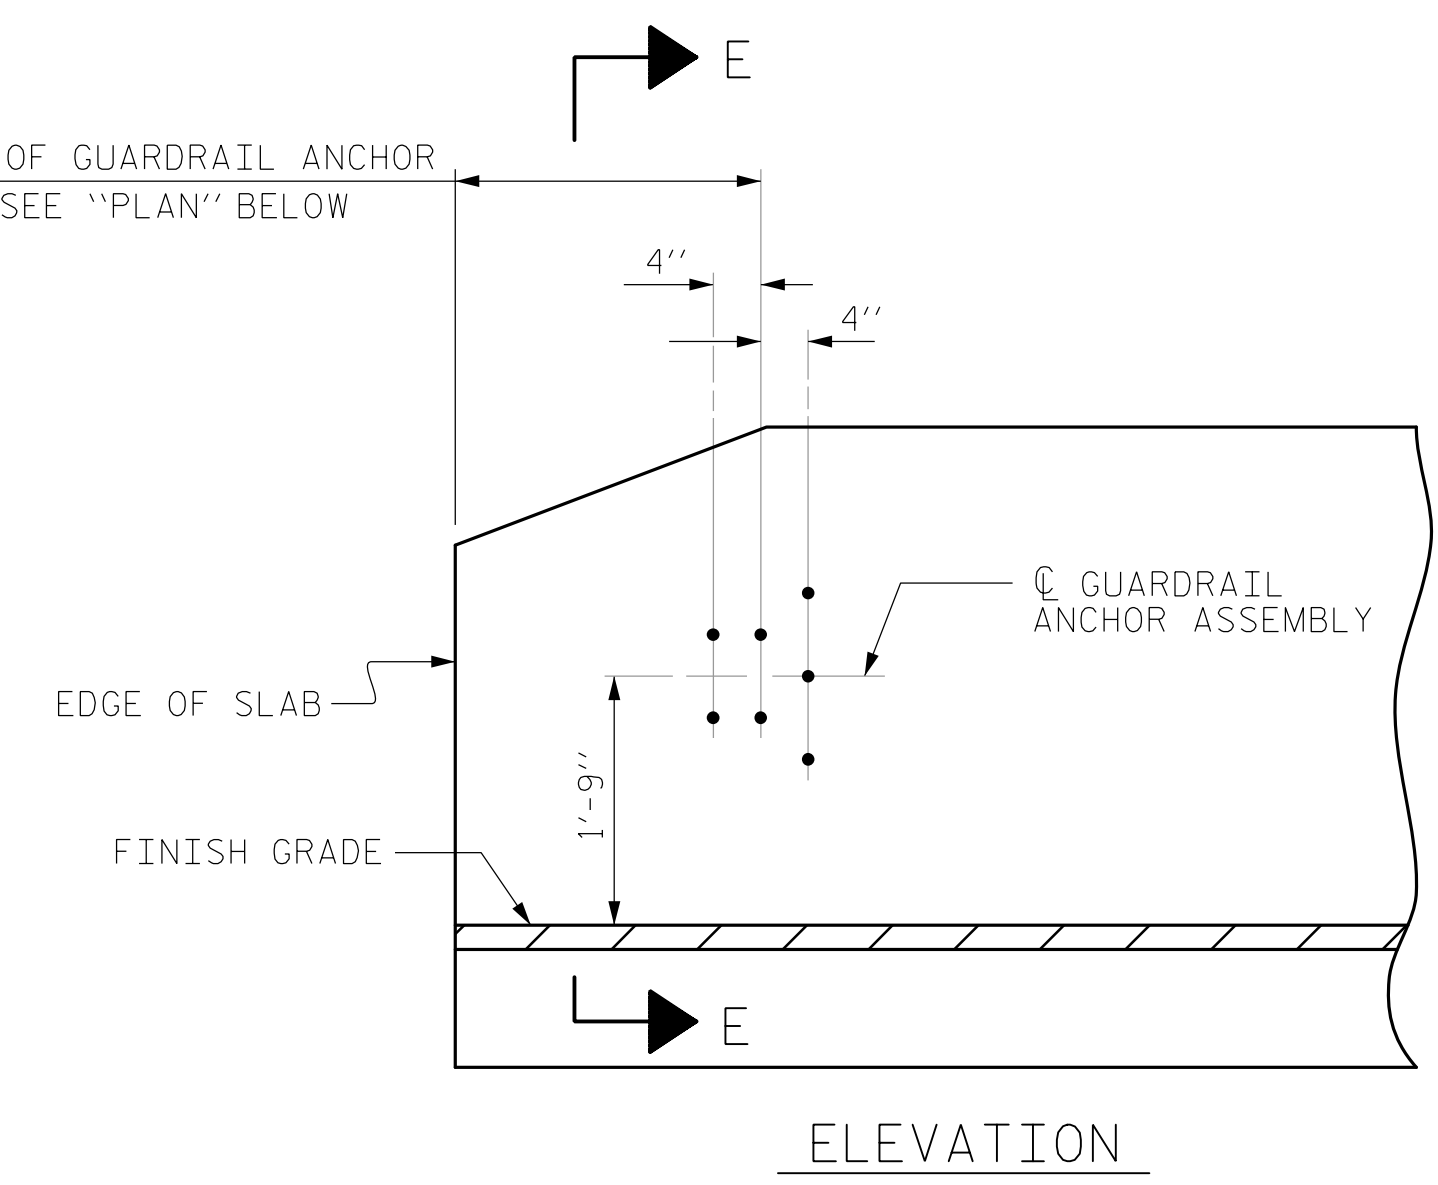 E
OF GUARDRAIL ANCHOR
SEE ‵‵PLAN′′ BELOW
4′′
4′′
℄ GUARDRAIL
ANCHOR ASSEMBLY
EDGE OF SLAB
1′-9′′
FINISH GRADE
E
ELEVATION